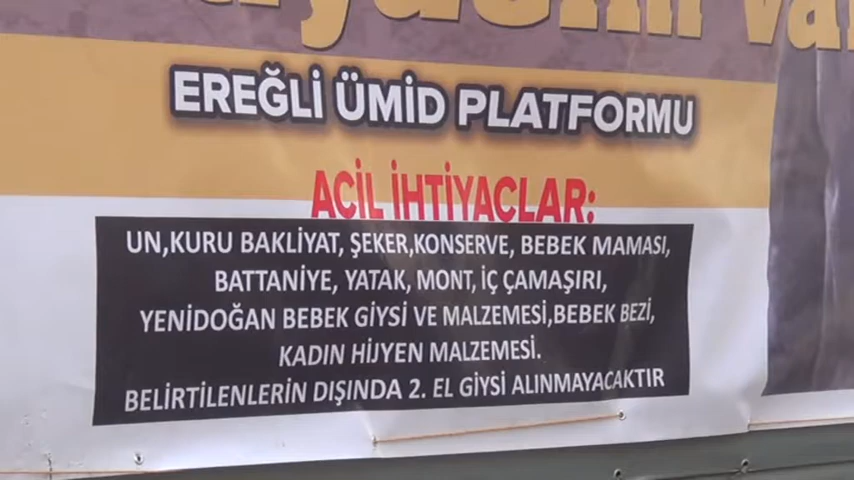 EREĞLİ ÜMİD PLATFORMU
ACİL İHTİYACLAR:
UN,KURU BAKLİYAT, ŞEKER,KONSERVE, BEBEK MAMASI,
BATTANİYE, YATAK, MONT, İÇ ÇAMAŞIRI,
YENİDOĞAN BEBEK GİYSİ VE MALZEMESİ,BEBEK BEZİ,
KADIN HİJYEN MALZEMESİ.
BELİRTİLENLERİN DIŞINDA 2. EL GİYSİ ALINMAYACAKTIR